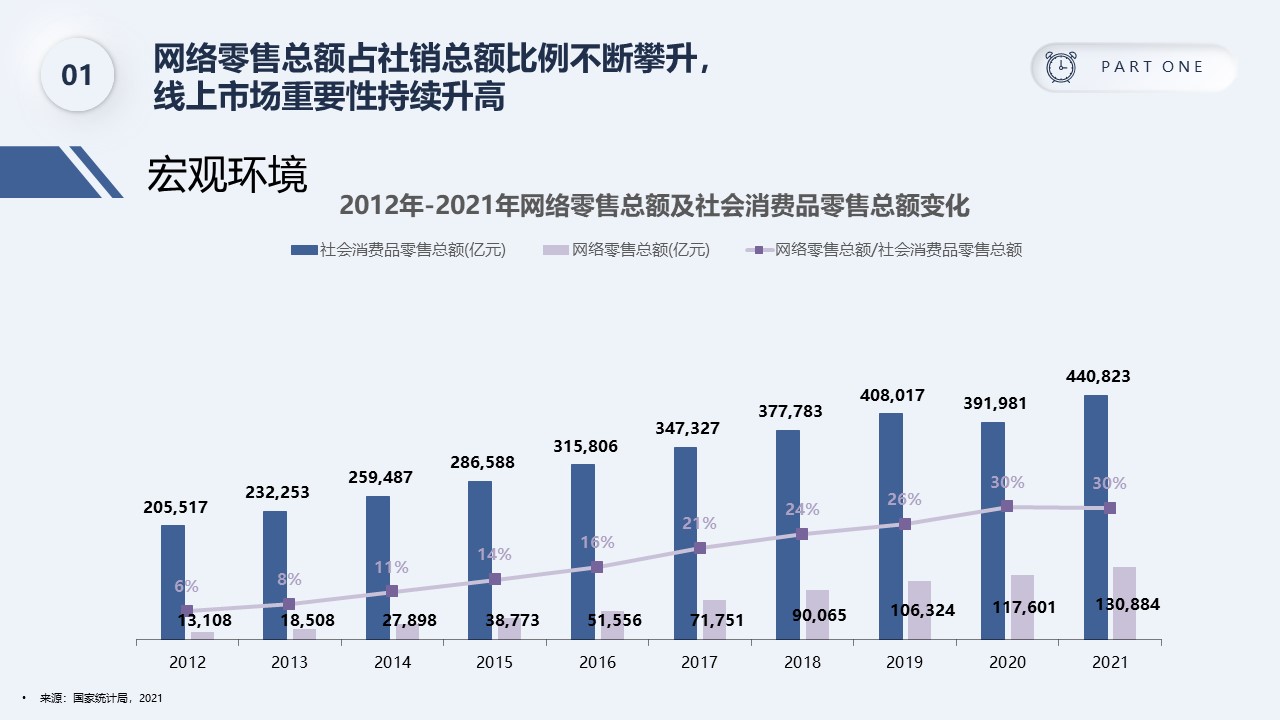 01
网络零售总额占社销总额比例不断攀升，
线上市场重要性持续升高
PART ONE
宏观环境
2012年-2021年网络零售总额及社会消费品零售总额变化
社会消费品零售总额(亿元) 网络零售总额(亿元) 网络零售总额/社会消费品零售总额
205,517 232,253 259,487 286,588 315,806 347,327 377,783 408,017 391,981 440,823
6% 8% 11% 14% 16% 21% 24% 26% 30% 30%
13,108 18,508 27,898 38,773 51,556 71,751 90,065 106,324 117,601 130,884
2012 2013 2014 2015 2016 2017 2018 2019 2020 2021
• 来源：国家统计局，2021